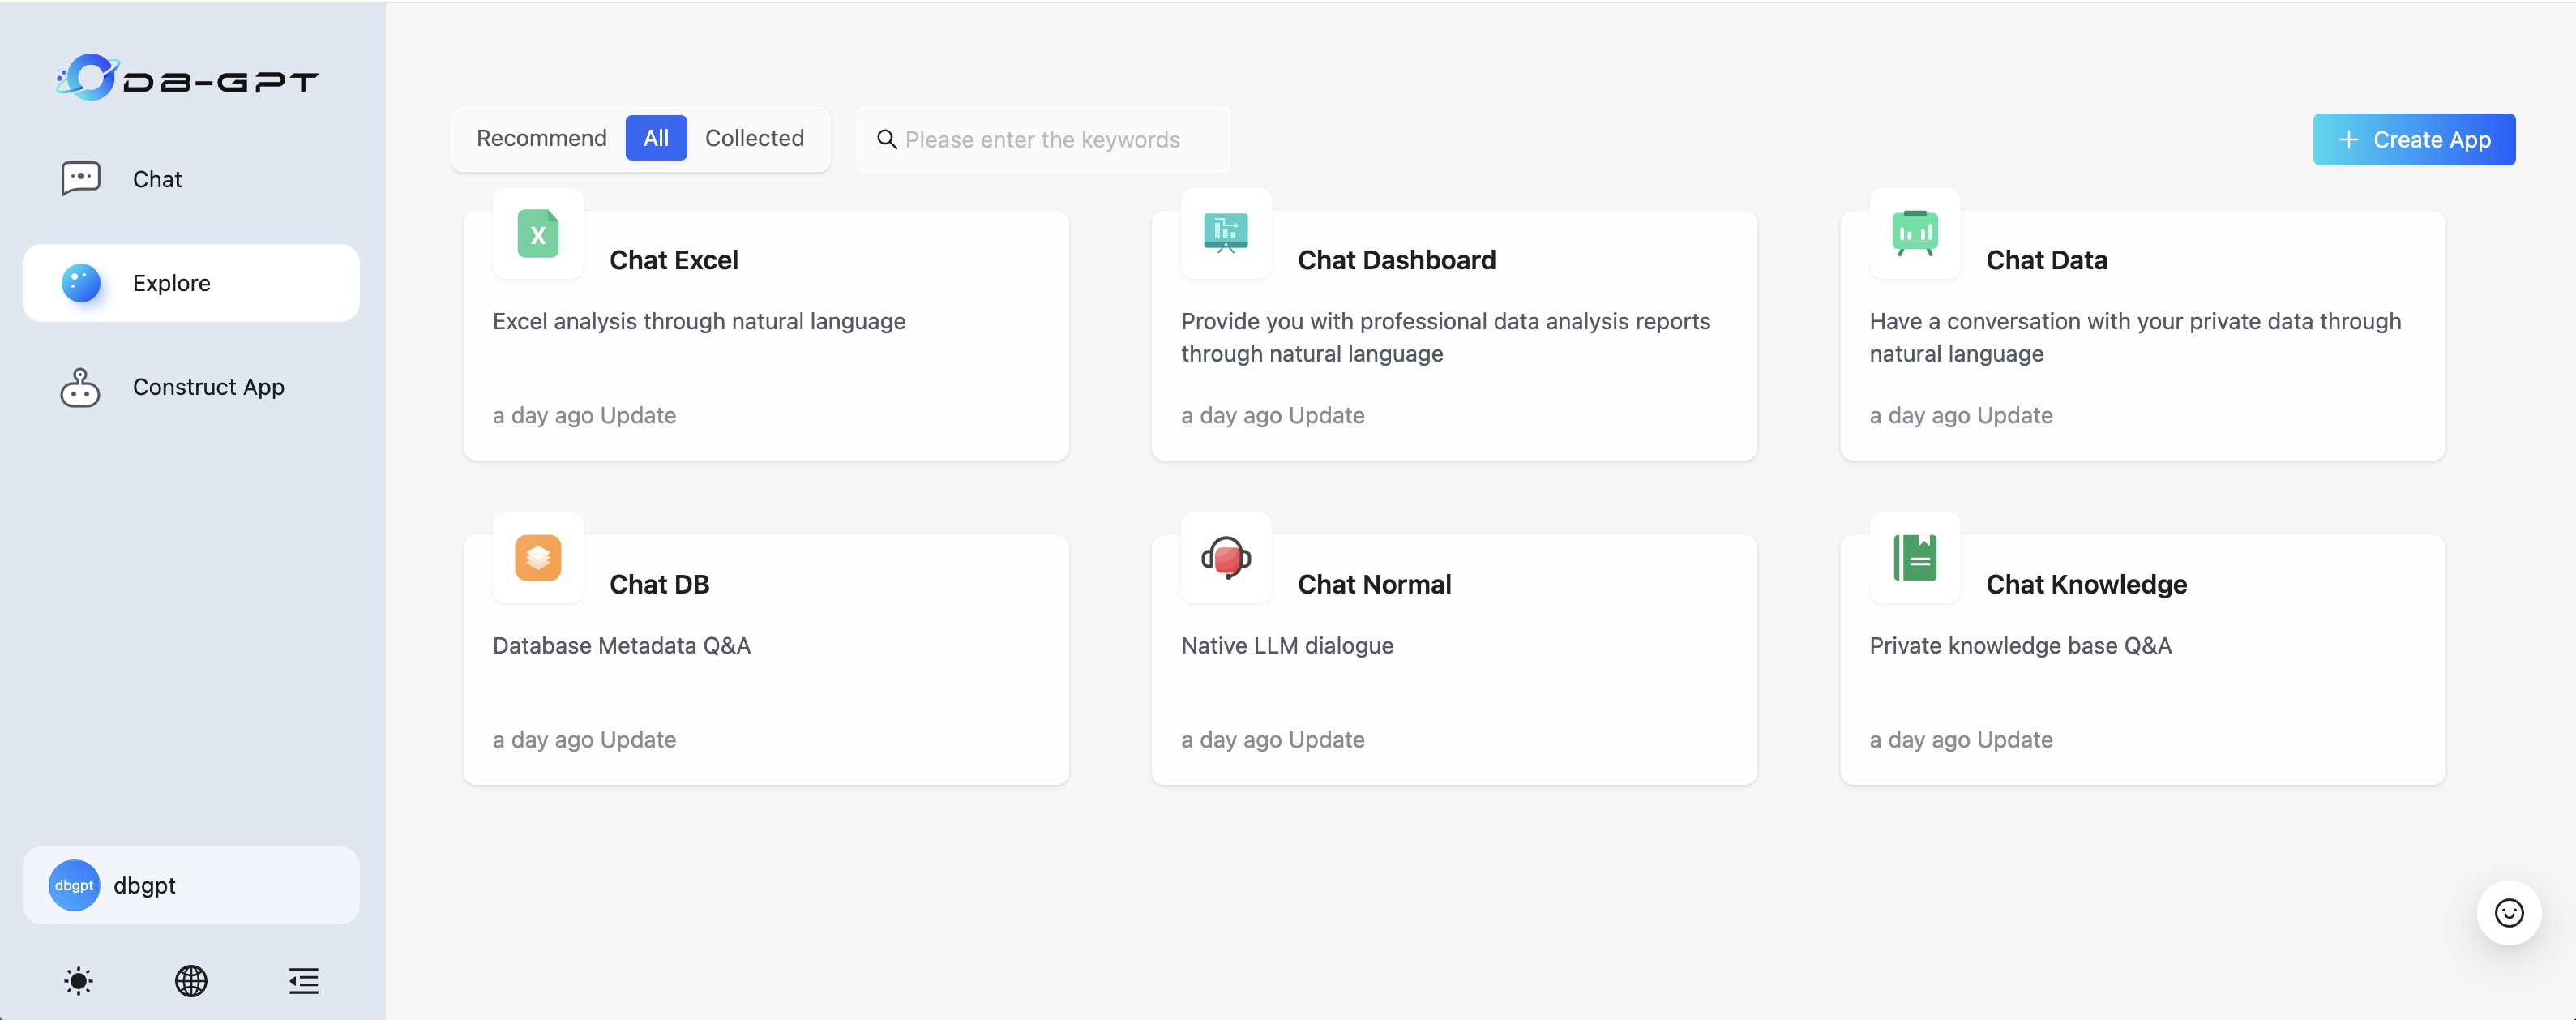 DB-GPT
Chat
Explore
Construct App
dbgpt
dbgpt
Recommend
All
Collected
Please enter the keywords
Create App
X
Chat Excel
Excel analysis through natural language
a day ago Update
Chat Dashboard
Provide you with professional data analysis reports
through natural language
a day ago Update
Chat Data
Have a conversation with your private data through
natural language
a day ago Update
Chat DB
Database Metadata Q&A
a day ago Update
Chat Normal
Native LLM dialogue
a day ago Update
Chat Knowledge
Private knowledge base Q&A
a day ago Update